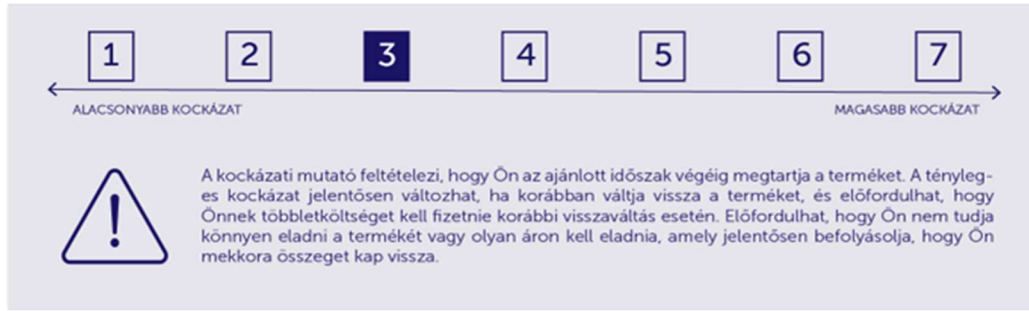 1 2 3 4 5 6 7
ALACSONYABB KOCKÁZAT MAGASABB KOCKÁZAT
A kockázati mutató feltételezi, hogy Ön az ajánlott időszak végéig megtartja a terméket. A tényleg-
es kockázat jelentősen változhat, ha korábban váltja vissza a terméket, és előfordulhat, hogy
Önnek többletköltséget kell fizetnie korábbi visszaváltás esetén. Előfordulhat, hogy Ön nem tudja
könnyen eladni a termékét vagy olyan áron kell eladnia, amely jelentősen befolyásolja, hogy Ön
mekkora összeget kap vissza.